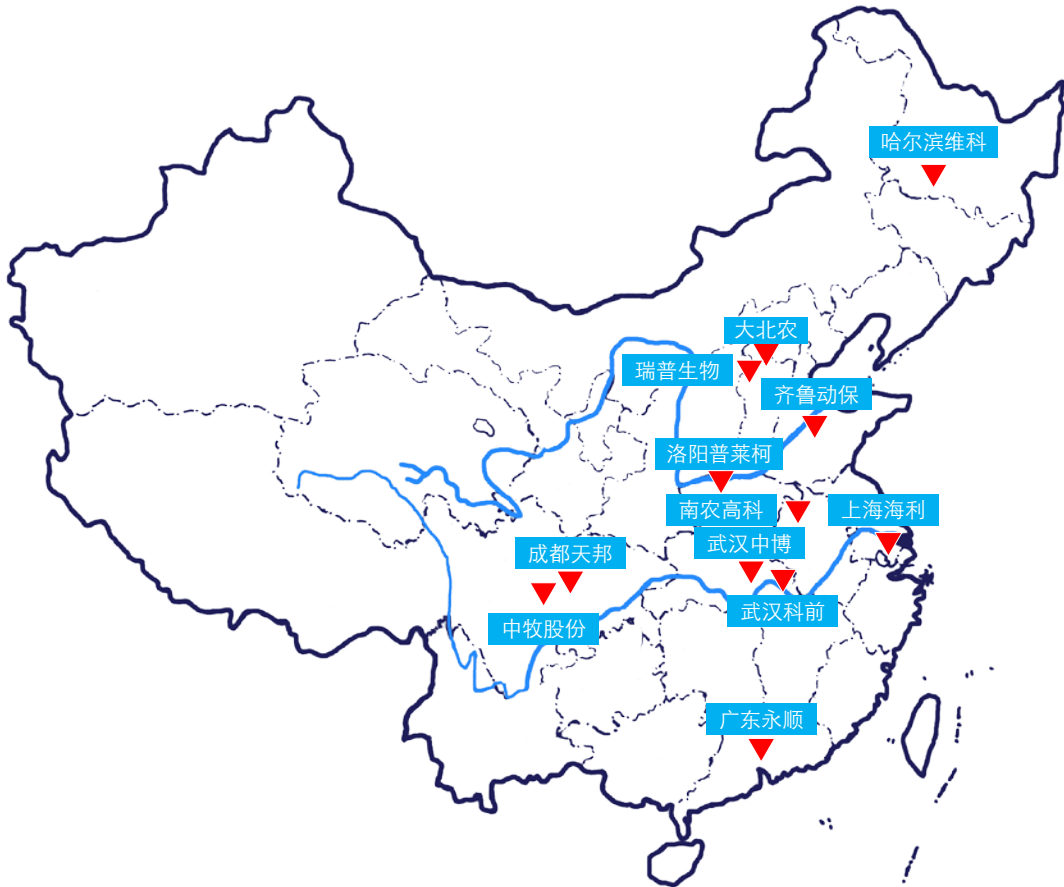 哈尔滨维科
大北农
瑞普生物
齐鲁动保
洛阳普莱柯
南农高科
上海海利
武汉中博
成都天邦
武汉科前
中牧股份
广东永顺